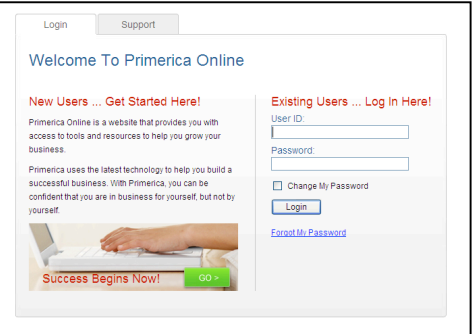 Login
Support
Welcome To Primerica Online
New Users ... Get Started Here!
Primerica Online is a website that provides you with
access to tools and resources to help you grow your
business.
Primerica uses the latest technology to help you build a
successful business. With Primerica, you can be
confident that you are in business for yourself, but not by
yourself.
Success Begins Now!
GO >
Existing Users ... Log In Here!
User ID:
Password:
Change My Password
Login
Forgot My Password